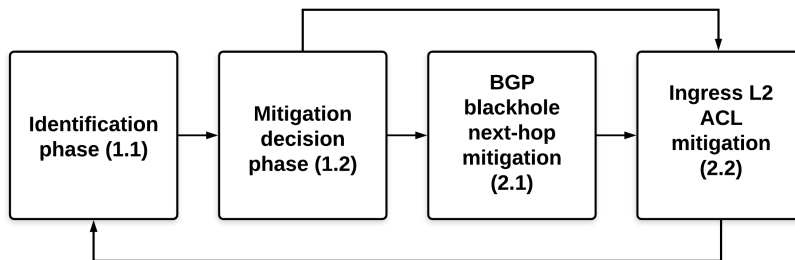 Identification
phase (1.1)
Mitigation
decision
phase (1.2)
BGP
blackhole
next-hop
mitigation
(2.1)
Ingress L2
ACL
mitigation
(2.2)